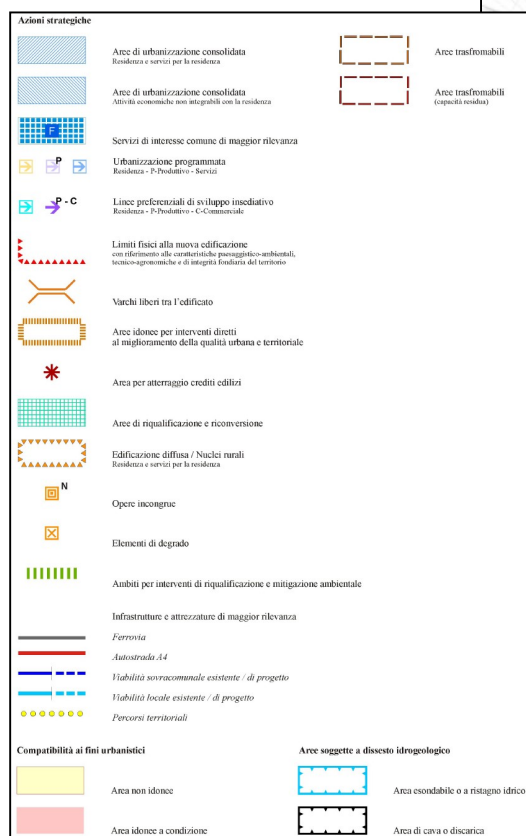 Azioni strategiche
Aree di urbanizzazione consolidata
Residenza e servizi per la residenza
Aree trasfromabili
Aree di urbanizzazione consolidata
Attività economiche non integrabili con la residenza
Aree trasfromabili
(capacità residua)
F
Servizi di interesse comune di maggior rilevanza
P
Urbanizzazione programmata
Residenza - P-Produttivo - Servizi
P - C
Linee preferenziali di sviluppo insediativo
Residenza - P-Produttivo - C-Commerciale
Limiti fisici alla nuova edificazione
con riferimento alle caratteristiche paesaggistico-ambientali,
tecnico-agronomiche e di integrità fondiaria del territorio
Varchi liberi tra l'edificato
Aree idonee per interventi diretti
al miglioramento della qualità urbana e territoriale
Area per atterraggio crediti edilizi
Aree di riqualificazione e riconversione
Edificazione diffusa / Nuclei rurali
Residenza e servizi per la residenza
N
Opere incongrue
Elementi di degrado
Ambiti per interventi di riqualificazione e mitigazione ambientale
Infrastrutture e attrezzature di maggior rilevanza
Ferrovia
Autostrada A4
Viabilità sovracomunale esistente / di progetto
Viabilità locale esistente / di progetto
Percorsi territoriali
Compatibilità ai fini urbanistici
Aree soggette a dissesto idrogeologico
Area non idonee
Area esondabile o a ristagno idrico
Area idonee a condizione
Area di cava o discarica